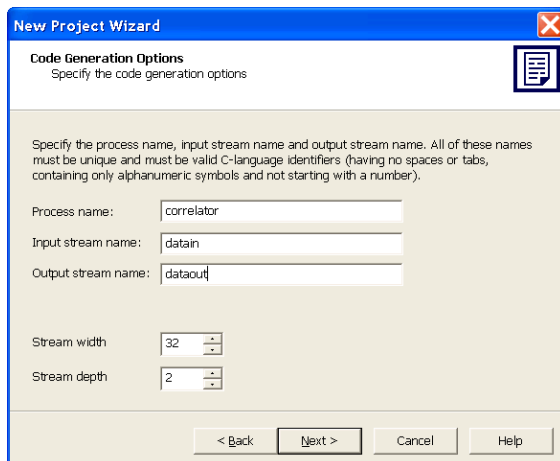 New Project Wizard
Code Generation Options
Specify the code generation options
Specify the process name, input stream name and output stream name. All of these names
must be unique and must be valid C-language identifiers (having no spaces or tabs,
containing only alphanumeric symbols and not starting with a number).
Process name: correlator
Input stream name: datain
Output stream name: dataout
Stream width 32
Stream depth 2
< Back Next > Cancel Help